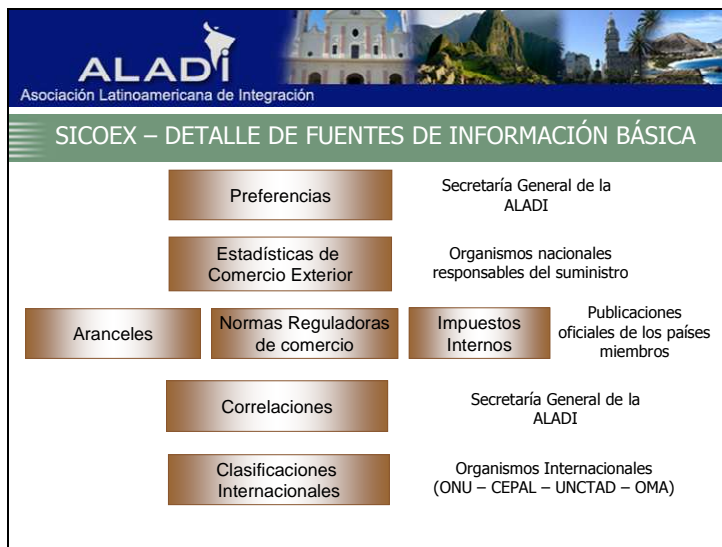 ALADI
Asociación Latinoamericana de Integración
SICOEX – DETALLE DE FUENTES DE INFORMACIÓN BÁSICA
Preferencias
Secretaría General de la
ALADI
Estadísticas de
Comercio Exterior
Organismos nacionales
responsables del suministro
Aranceles
Normas Reguladoras
de comercio
Impuestos
Internos
Publicaciones
oficiales de los países
miembros
Correlaciones
Secretaría General de la
ALADI
Clasificaciones
Internacionales
Organismos Internacionales
(ONU – CEPAL – UNCTAD – OMA)